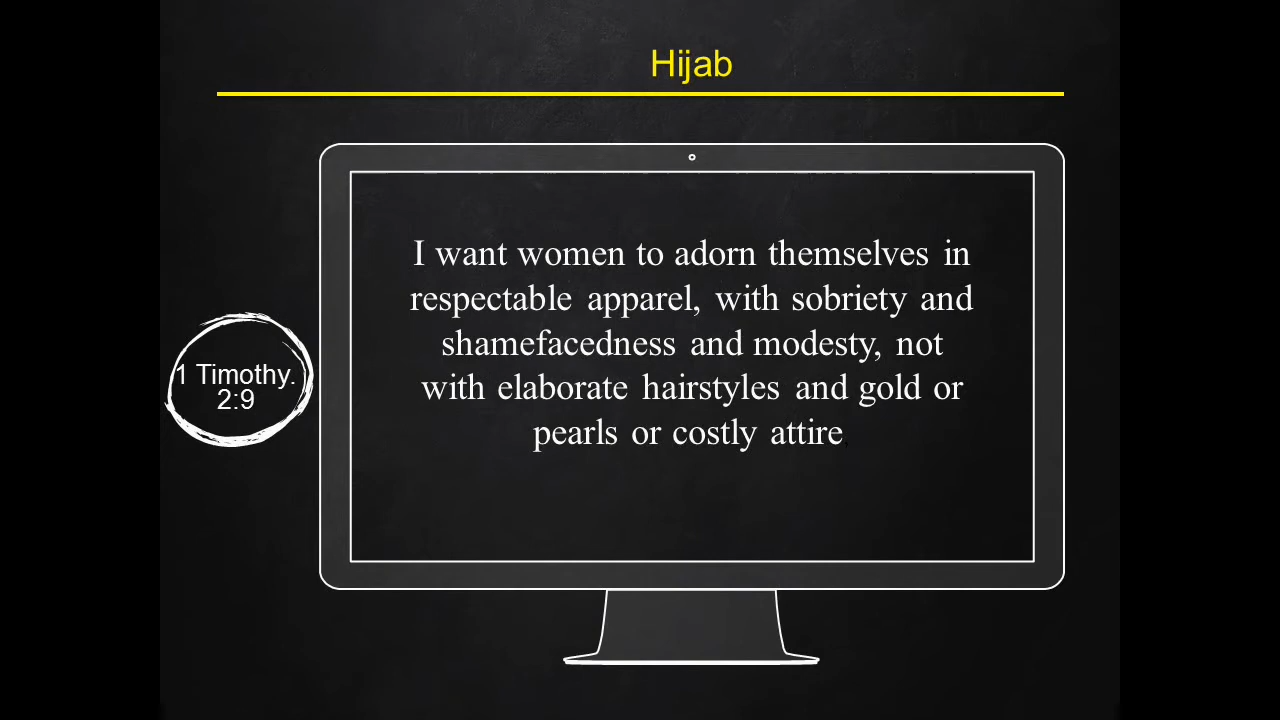 Hijab
I want women to adorn themselves in
respectable apparel, with sobriety and
shamefacedness and modesty, not
with elaborate hairstyles and gold or
pearls or costly attire,
1 Timothy.
2:9